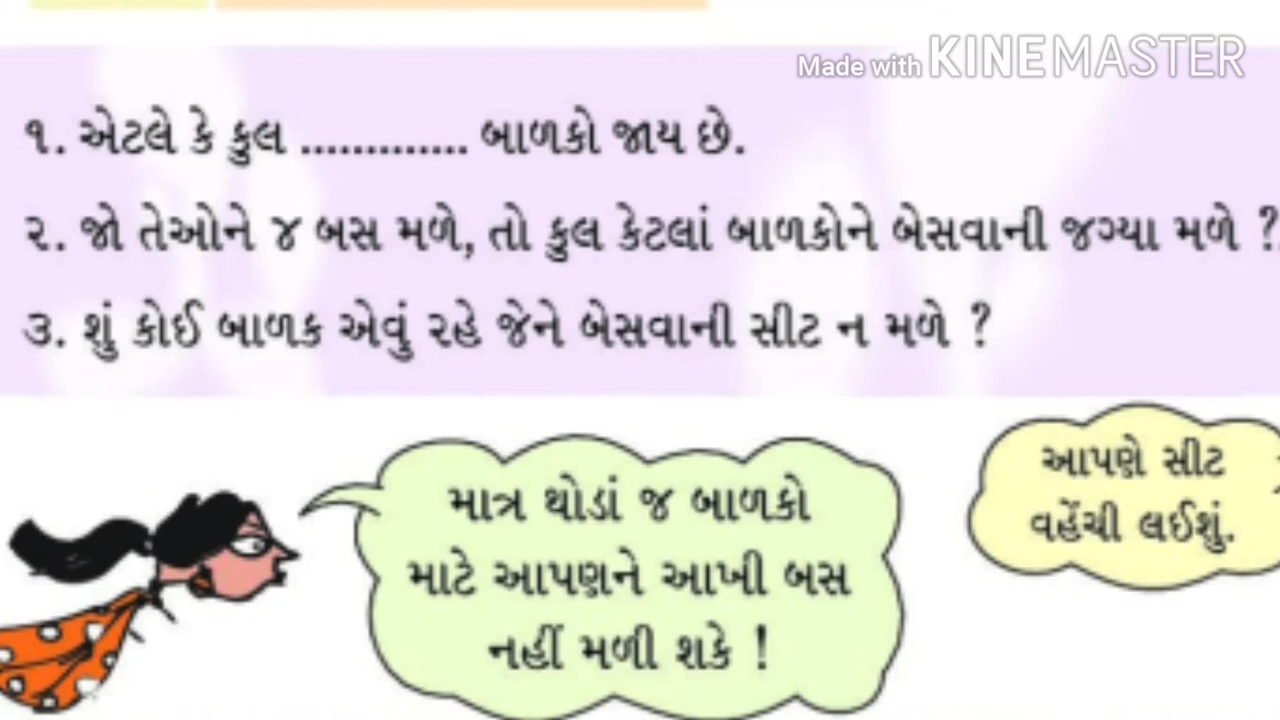 Made with KINEMASTER
૧. એટલે કે કુલ ............. બાળકો જાય છે.
૨. જો તેઓને ૪ બસ મળે, તો કુલ કેટલાં બાળકોને બેસવાની જગ્યા મળે ?
૩. શું કોઈ બાળક એવું રહે જેને બેસવાની સીટ ન મળે ?
માત્ર થોડાં જ બાળકો
માટે આપણને આખી બસ
નહીં મળી શકે !
આપણે સીટ
વહેંચી લઈશું.